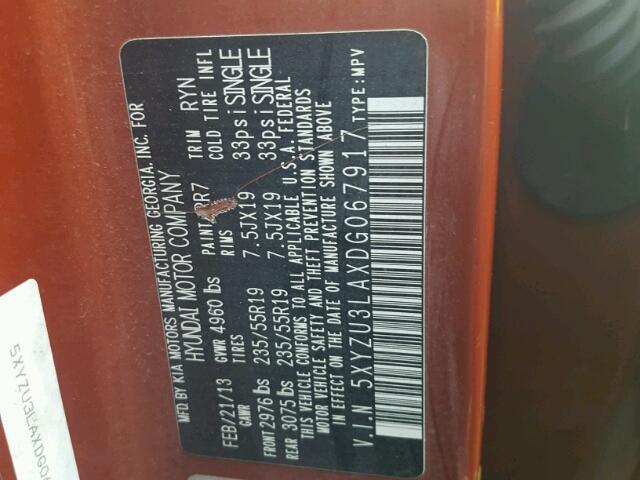 MFD BY KIA MOTORS MANUFACTURING GEORGIA, INC. FOR
HYUNDAI MOTOR COMPANY
FEB/21/13 GVWR 4960 lbs PAINT RR7 TRIM RYN
GAWR TIRES RIMS COLD TIRE INFL
FRONT 2976 lbs 235/55R19 7.5JX19 33psi SINGLE
REAR 3075 lbs 235/55R19 7.5JX19 33psi SINGLE
THIS VEHICLE CONFORMS TO ALL APPLICABLE U.S.A. FEDERAL
MOTOR VEHICLE SAFETY AND THEFT PREVENTION STANDARDS
IN EFFECT ON THE DATE OF MANUFACTURE SHOWN ABOVE
V.I.N 5XYZU3LAXDG067917 TYPE: MPV